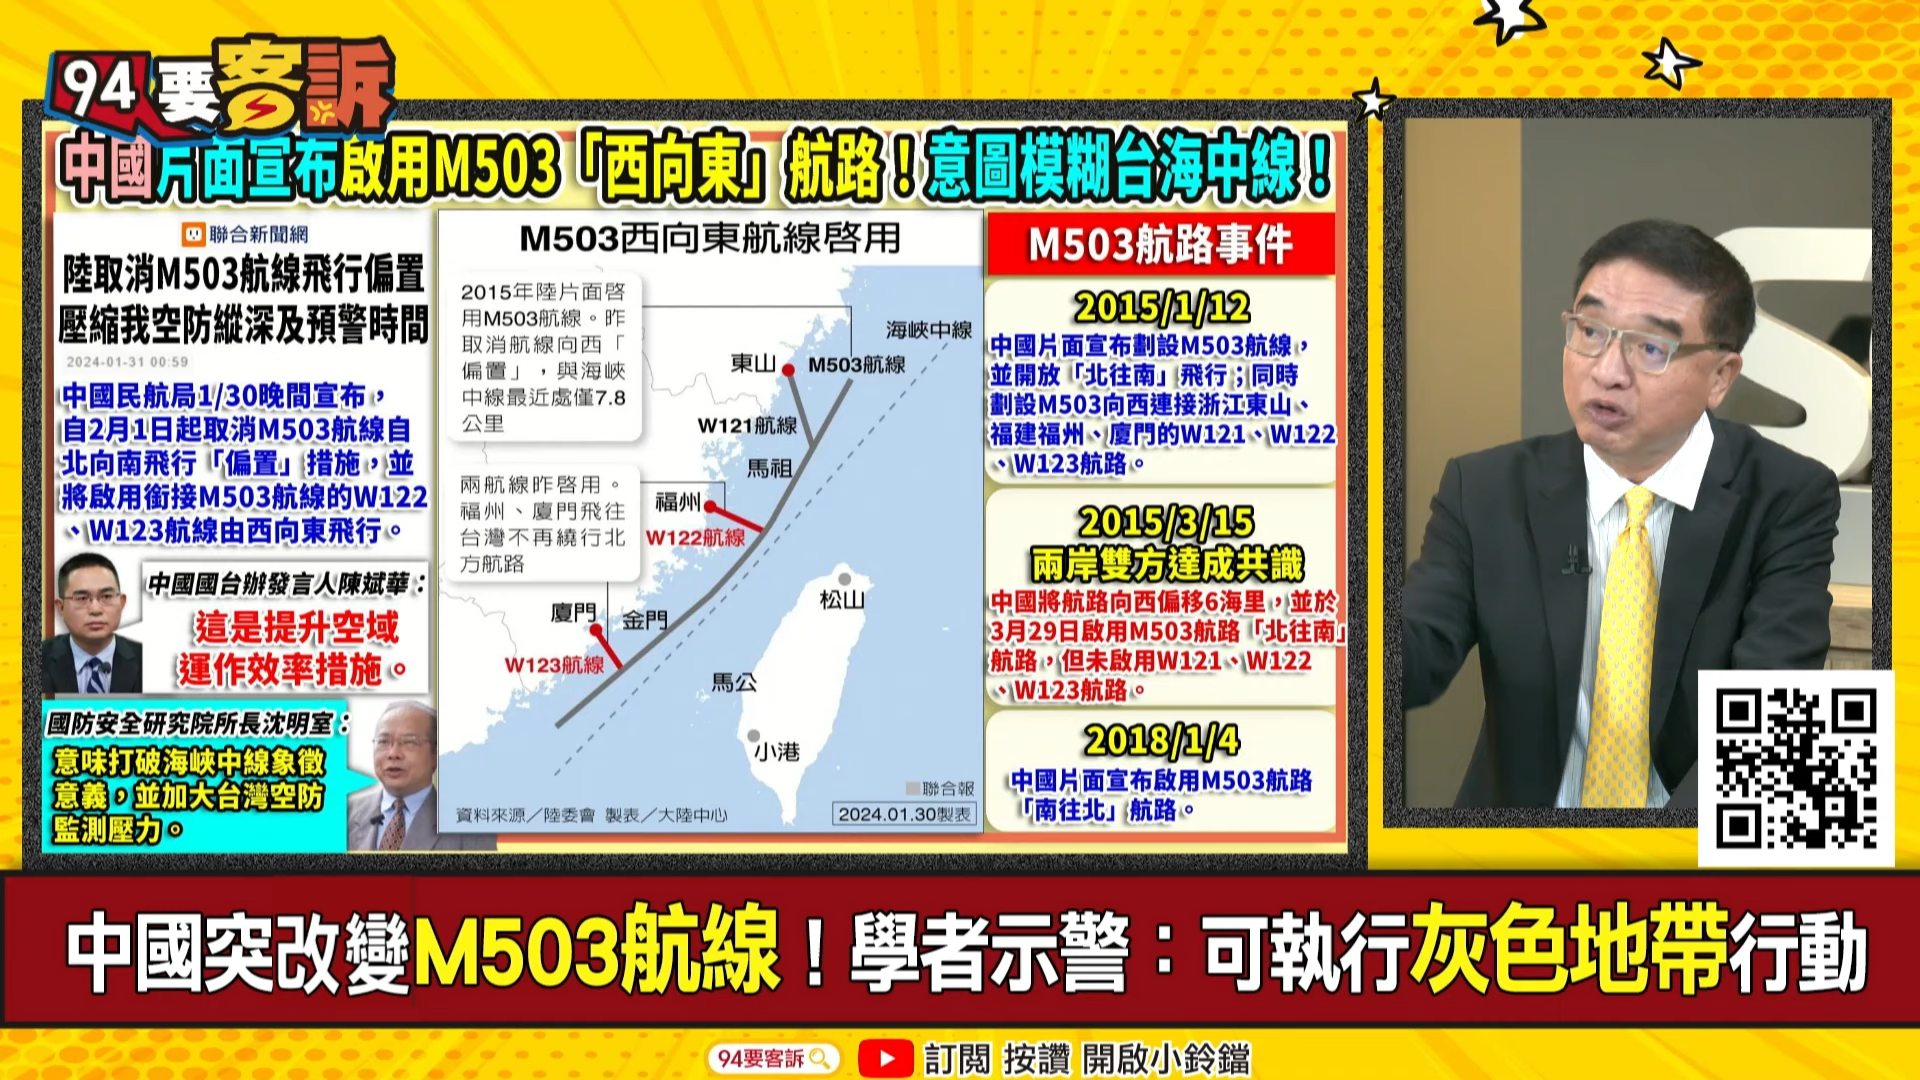 94要客訴
中國片面宣布啟用M503「西向東」航路！意圖模糊台海中線！
聯合新聞網
陸取消M503航線飛行偏置
壓縮我空防縱深及預警時間
2024-01-31 00:59
中國民航局1/30晚間宣布，
自2月1日起取消M503航線自
北向南飛行「偏置」措施，並
將啟用銜接M503航線的W122
、W123航線由西向東飛行。
中國國台辦發言人陳斌華：
這是提升空域
運作效率措施。
國防安全研究院所長沈明室：
意味打破海峽中線象徵
意義，並加大台灣空防
監測壓力。
M503西向東航線啓用
2015年陸片面啓
用M503航線。昨
取消航線向西「
偏置」，與海峽
中線最近處僅7.8
公里
海峽中線
東山
M503航線
W121航線
馬祖
兩航線昨啓用。
福州、廈門飛往
台灣不再繞行北
方航路
福州
W122航線
松山
廈門
金門
W123航線
馬公
小港
聯合報
資料來源／陸委會 製表／大陸中心
2024.01.30製表
M503航路事件
2015/1/12
中國片面宣布劃設M503航線，
並開放「北往南」飛行；同時
劃設M503向西連接浙江東山、
福建福州、廈門的W121、W122
、W123航路。
2015/3/15
兩岸雙方達成共識
中國將航路向西偏移6海里，並於
3月29日啟用M503航路「北往南」
航路，但未啟用W121、W122
、W123航路。
2018/1/4
中國片面宣布啟用M503航路
「南往北」航路。
中國突改變M503航線！學者示警：可執行灰色地帶行動
94要客訴
訂閱 按讚 開啟小鈴鐺